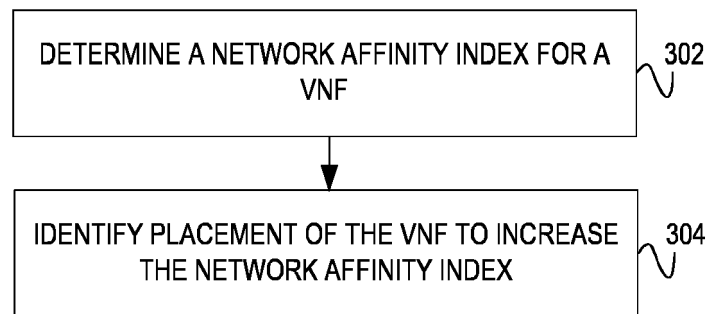 DETERMINE A NETWORK AFFINITY INDEX FOR A
VNF
302
IDENTIFY PLACEMENT OF THE VNF TO INCREASE
THE NETWORK AFFINITY INDEX
304